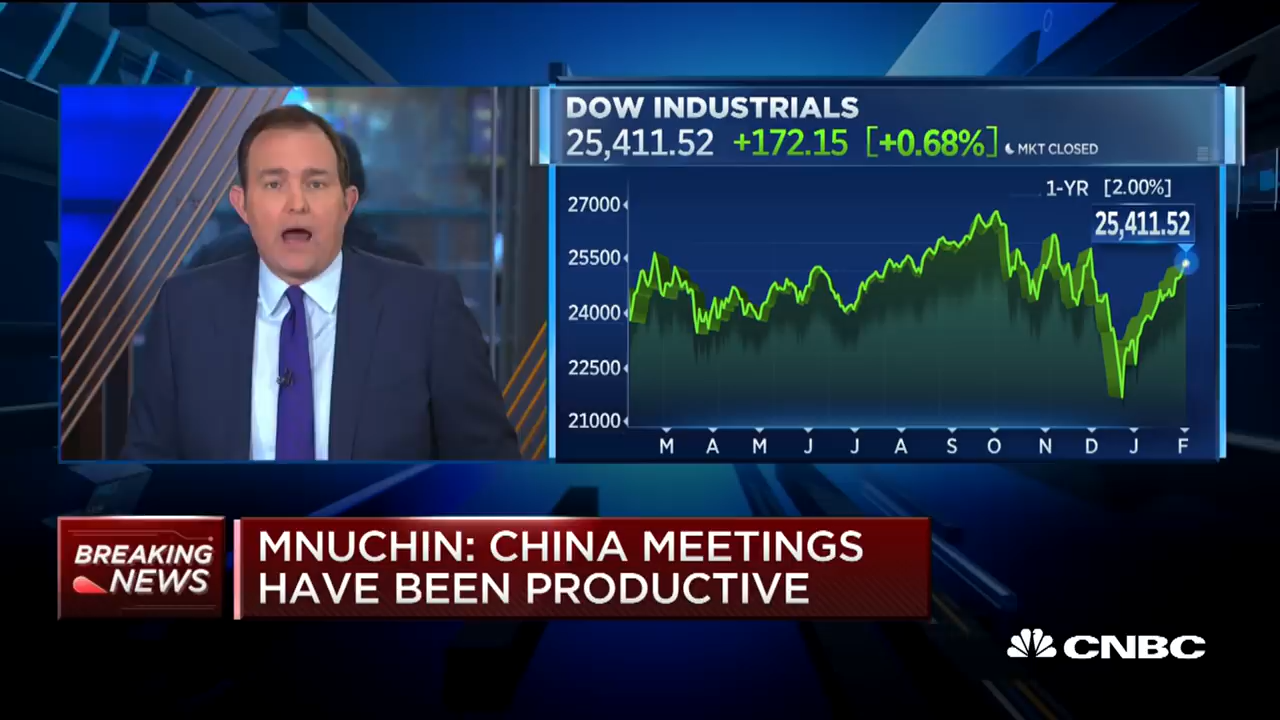 DOW INDUSTRIALS
25,411.52 +172.15 [+0.68%] MKT CLOSED
1-YR [2.00%]
25,411.52
27000
25500
24000
22500
21000
M A M J J A S O N D J F
BREAKING
NEWS
MNUCHIN: CHINA MEETINGS
HAVE BEEN PRODUCTIVE
CNBC